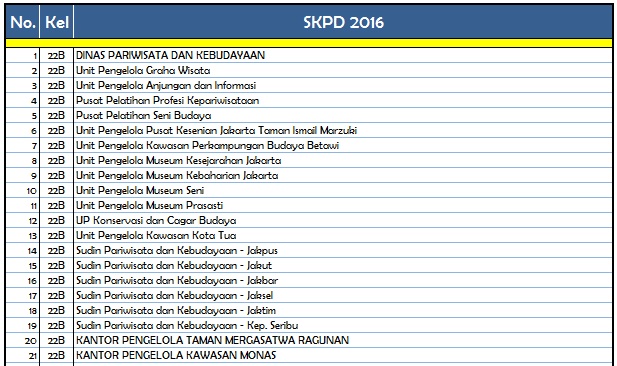 No. Kel SKPD 2016
1 22B DINAS PARIWISATA DAN KEBUDAYAAN
2 22B Unit Pengelola Graha Wisata
3 22B Unit Pengelola Anjungan dan Informasi
4 22B Pusat Pelatihan Profesi Kepariwisataan
5 22B Pusat Pelatihan Seni Budaya
6 22B Unit Pengelola Pusat Kesenian Jakarta Taman Ismail Marzuki
7 22B Unit Pengelola Kawasan Perkampungan Budaya Betawi
8 22B Unit Pengelola Museum Kesejarahan Jakarta
9 22B Unit Pengelola Museum Kebaharian Jakarta
10 22B Unit Pengelola Museum Seni
11 22B Unit Pengelola Museum Prasasti
12 22B UP Konservasi dan Cagar Budaya
13 22B Unit Pengelola Kawasan Kota Tua
14 22B Sudin Pariwisata dan Kebudayaan - Jakpus
15 22B Sudin Pariwisata dan Kebudayaan - Jakut
16 22B Sudin Pariwisata dan Kebudayaan - Jakbar
17 22B Sudin Pariwisata dan Kebudayaan - Jaksel
18 22B Sudin Pariwisata dan Kebudayaan - Jaktim
19 22B Sudin Pariwisata dan Kebudayaan - Kep. Seribu
20 22B KANTOR PENGELOLA TAMAN MERGASATWA RAGUNAN
21 22B KANTOR PENGELOLA KAWASAN MONAS